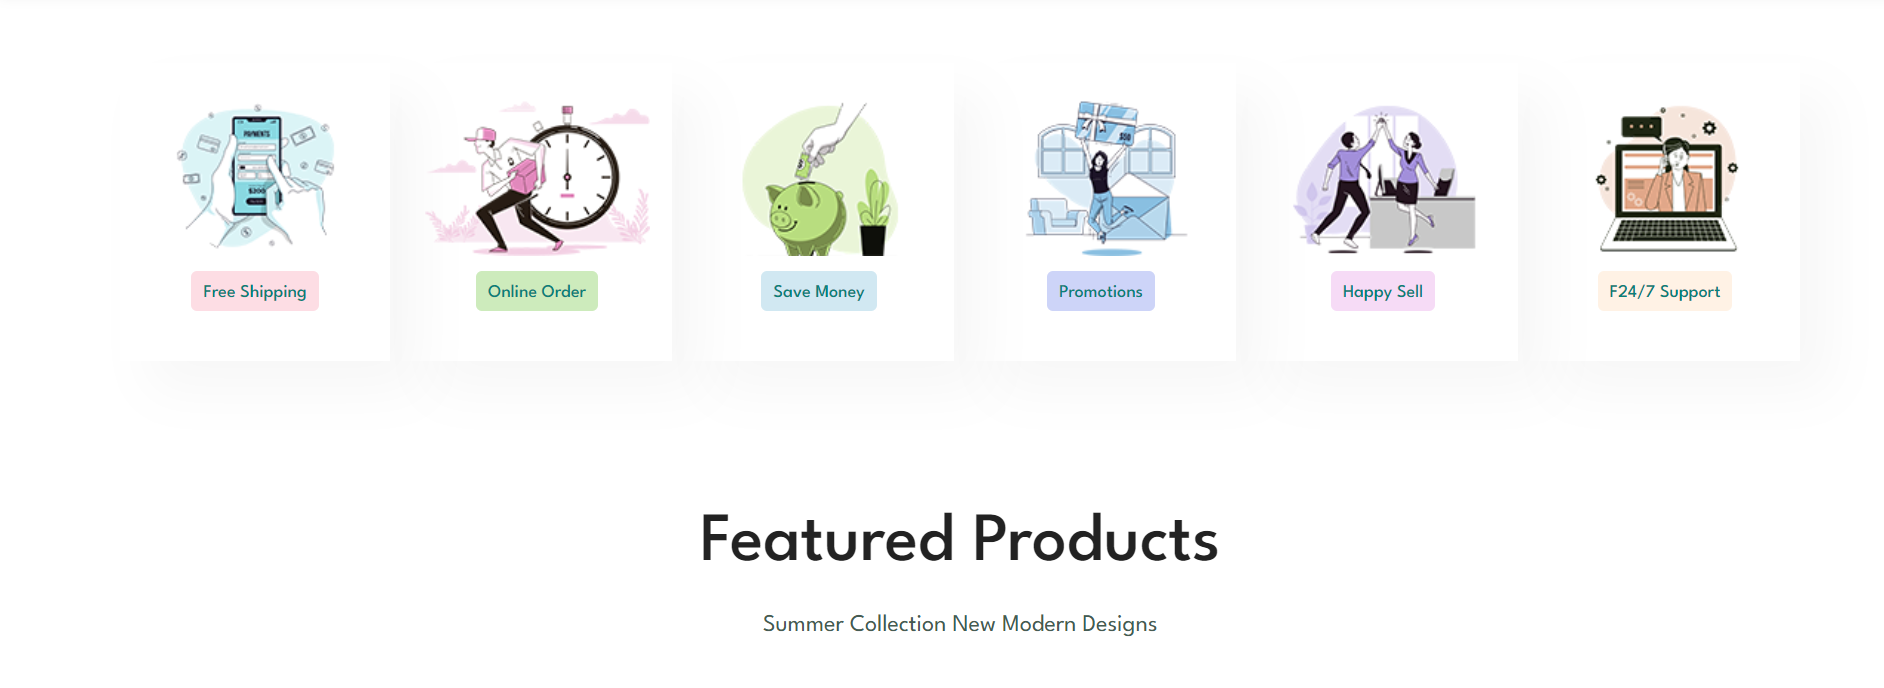 PAYMENTS
$200
$50
Free Shipping
Online Order
Save Money
Promotions
Happy Sell
F24/7 Support
Featured Products
Summer Collection New Modern Designs